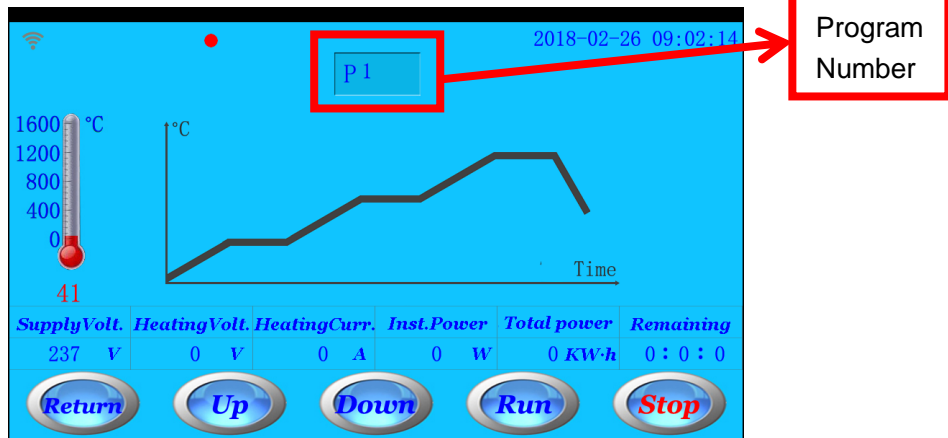 2018-02-26 09:02:14
P1
Program
Number
1600 °C
1200
800
400
0
41
°C
Time
SupplyVolt. HeatingVolt. HeatingCurr. Inst.Power Total power Remaining
237 V 0 V 0 A 0 W 0 KW·h 0:0:0
Return Up Down Run Stop